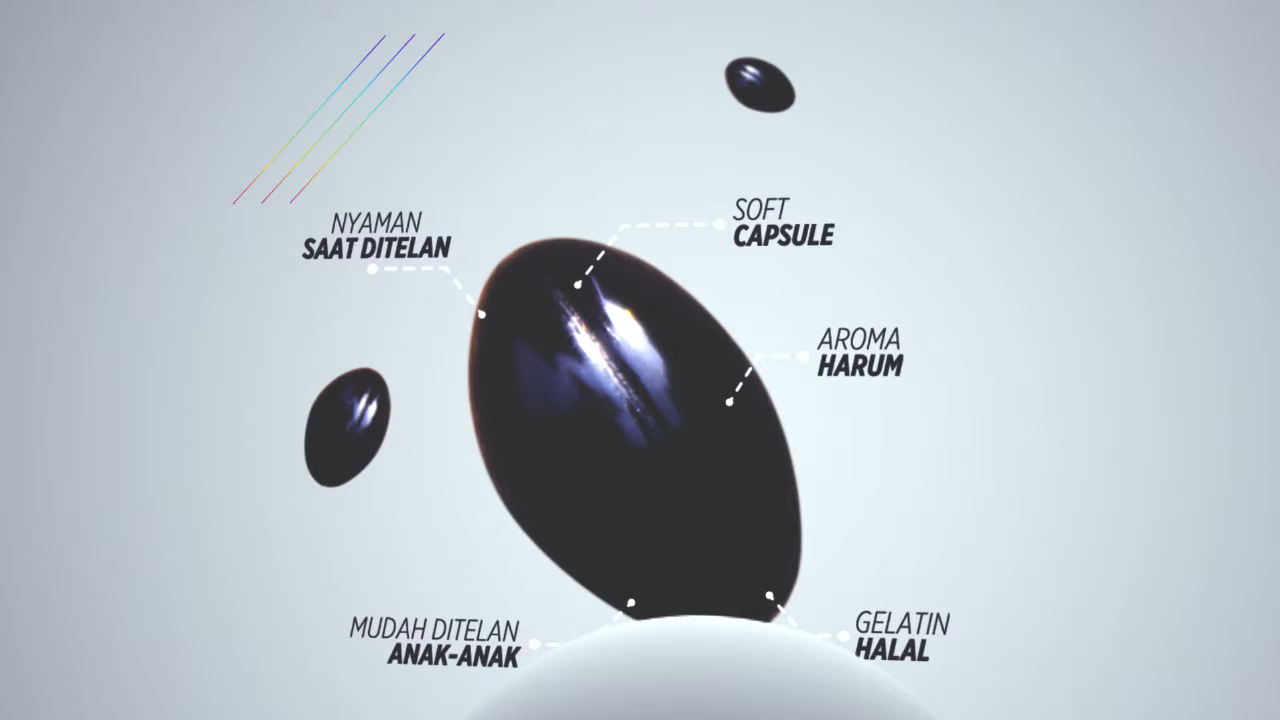 NYAMAN
SAAT DITELAN
SOFT
CAPSULE
AROMA
HARUM
MUDAH DITELAN
ANAK-ANAK
GELATIN
HALAL